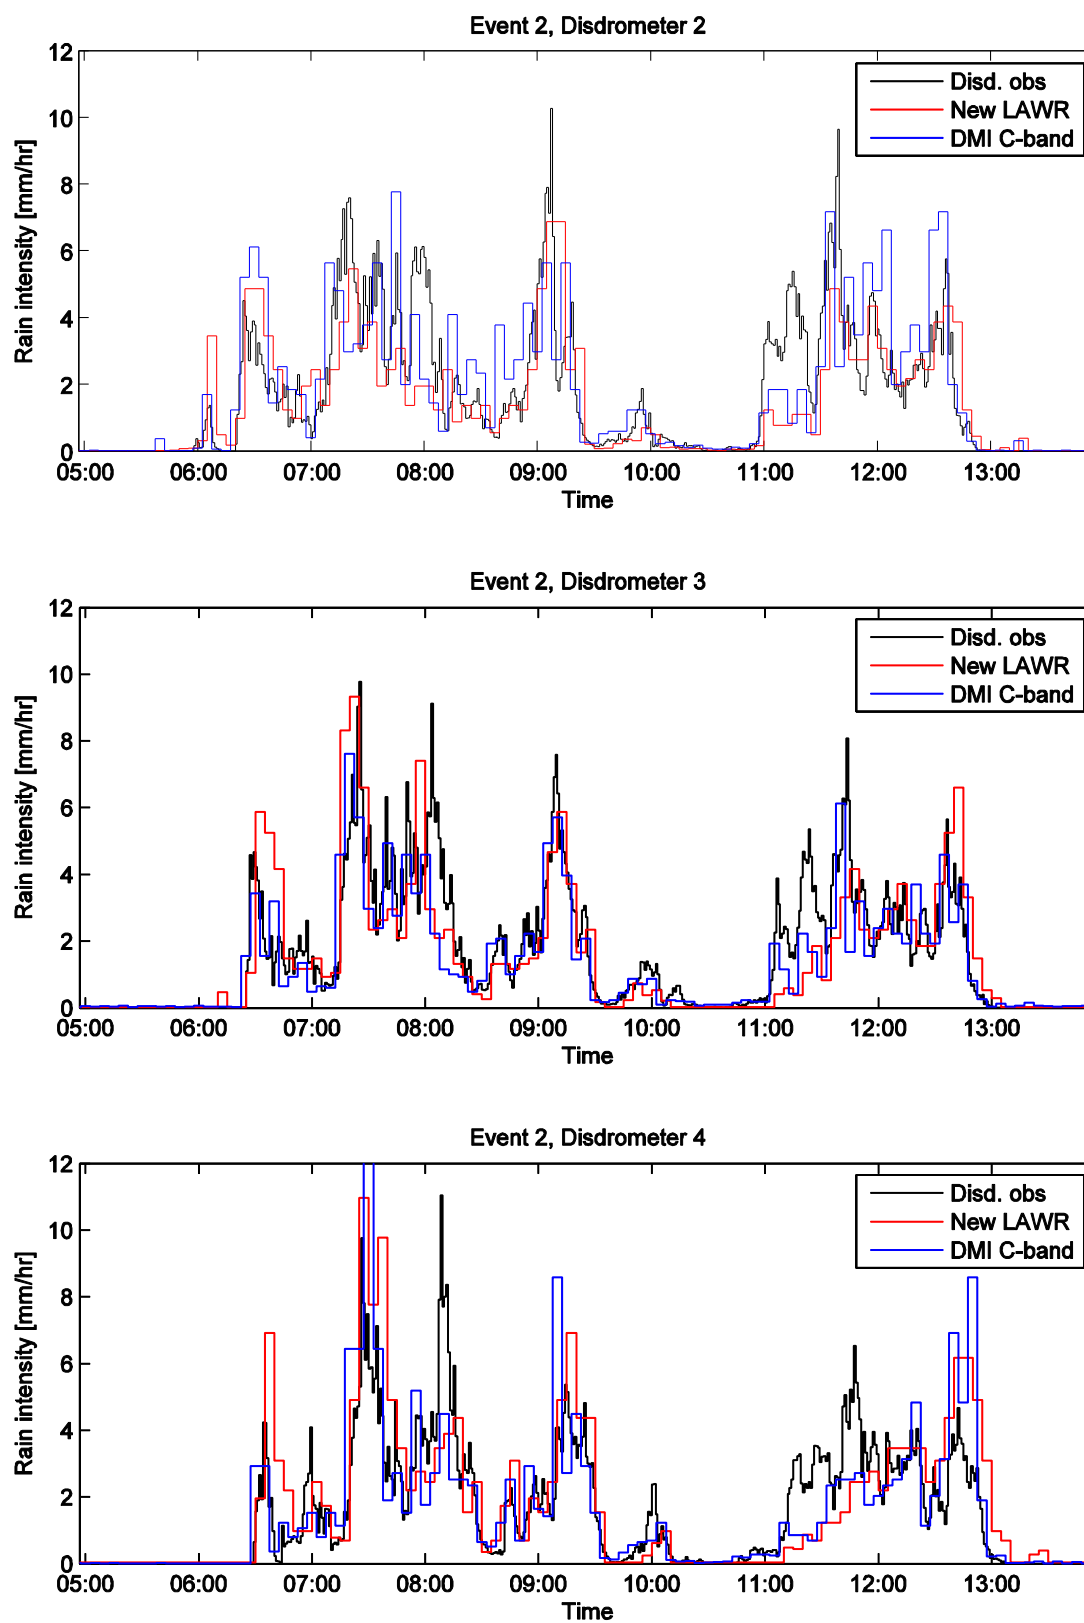 Event 2, Disdrometer 2
12
10
8
6
4
2
0
Rain intensity [mm/hr]
Disd. obs
New LAWR
DMI C-band
05:00 06:00 07:00 08:00 09:00 10:00 11:00 12:00 13:00
Time
Event 2, Disdrometer 3
12
10
8
6
4
2
0
Rain intensity [mm/hr]
Disd. obs
New LAWR
DMI C-band
05:00 06:00 07:00 08:00 09:00 10:00 11:00 12:00 13:00
Time
Event 2, Disdrometer 4
12
10
8
6
4
2
0
Rain intensity [mm/hr]
Disd. obs
New LAWR
DMI C-band
05:00 06:00 07:00 08:00 09:00 10:00 11:00 12:00 13:00
Time